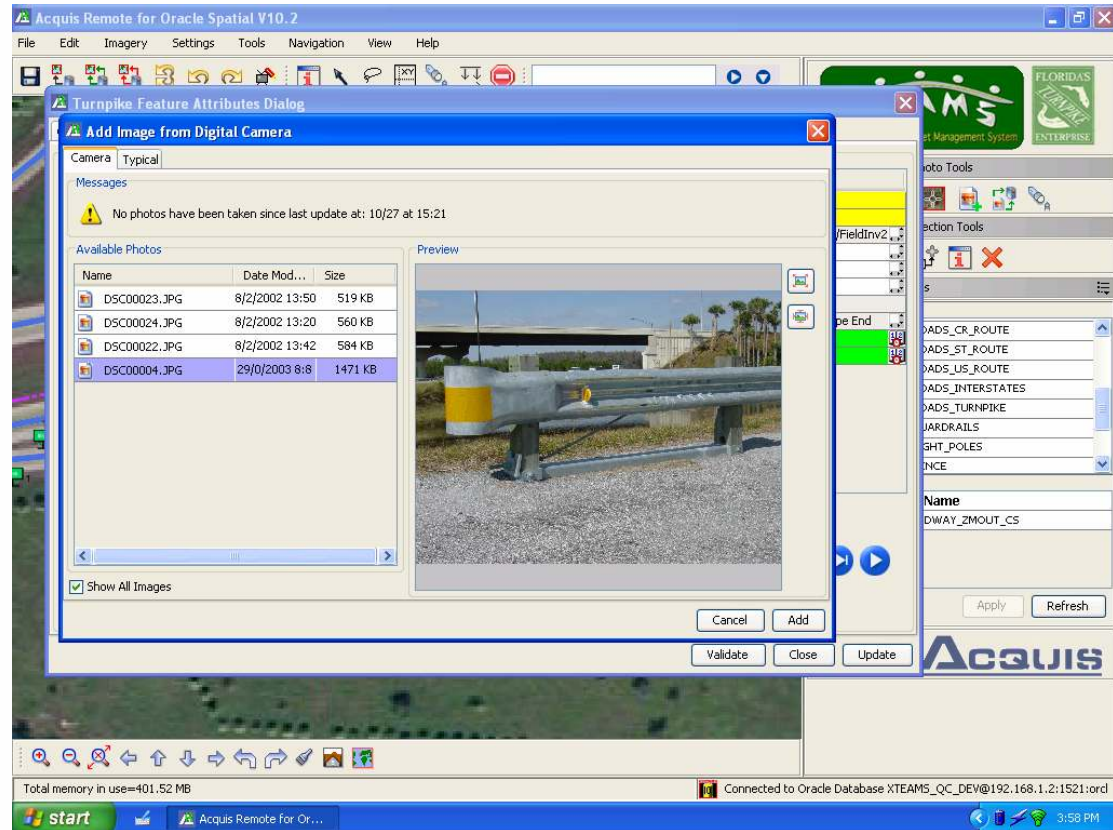 Acquis Remote for Oracle Spatial V10.2
File Edit Imagery Settings Tools Navigation View Help
Turnpike Feature Attributes Dialog
Add Image from Digital Camera
Camera Typical
Messages
No photos have been taken since last update at: 10/27 at 15:21
Available Photos
Name Date Mod... Size
DSC00023.JPG 8/2/2002 13:50 519 KB
DSC00024.JPG 8/2/2002 13:20 560 KB
DSC00022.JPG 8/2/2002 13:42 584 KB
DSC00004.JPG 29/0/2003 8:8 1471 KB
Show All Images
Preview
Cancel Add
Validate Close Update
/FieldInv2
pe End
AMS
et Management System
FLORIDA'S
TURNPIKE
ENTERPRISE
oto Tools
ection Tools
s
OADS_CR_ROUTE
OADS_ST_ROUTE
OADS_US_ROUTE
OADS_INTERSTATES
OADS_TURNPIKE
UARDRAILS
GHT_POLES
NCE
Name
DWAY_ZMOUT_CS
Apply Refresh
ACQUIS
Total memory in use=401.52 MB
Connected to Oracle Database XTEAMS_QC_DEV@192.168.1.2:1521:orcl
start
Acquis Remote for Or...
3:58 PM